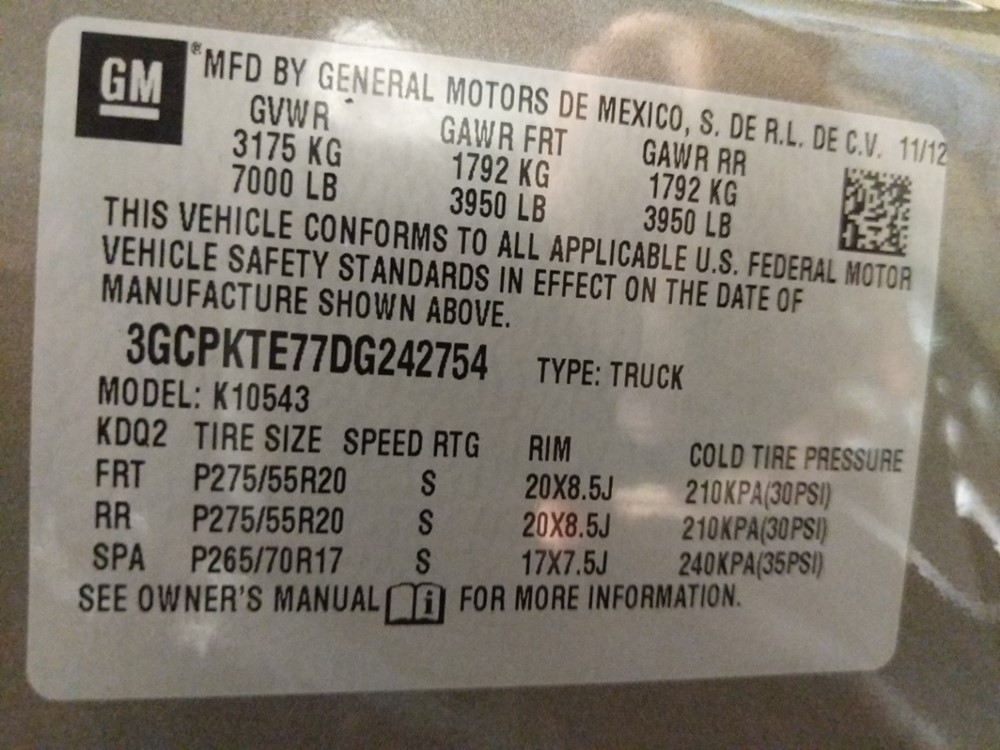 GM ® MFD BY GENERAL MOTORS DE MEXICO, S. DE R.L. DE C.V. 11/12
GVWR GAWR FRT GAWR RR
3175 KG 1792 KG 1792 KG
7000 LB 3950 LB 3950 LB
THIS VEHICLE CONFORMS TO ALL APPLICABLE U.S. FEDERAL MOTOR
VEHICLE SAFETY STANDARDS IN EFFECT ON THE DATE OF
MANUFACTURE SHOWN ABOVE.
3GCPKTE77DG242754 TYPE: TRUCK
MODEL: K10543
KDQ2 TIRE SIZE SPEED RTG RIM COLD TIRE PRESSURE
FRT P275/55R20 S 20X8.5J 210KPA(30PSI)
RR P275/55R20 S 20X8.5J 210KPA(30PSI)
SPA P265/70R17 S 17X7.5J 240KPA(35PSI)
SEE OWNER'S MANUAL i FOR MORE INFORMATION.